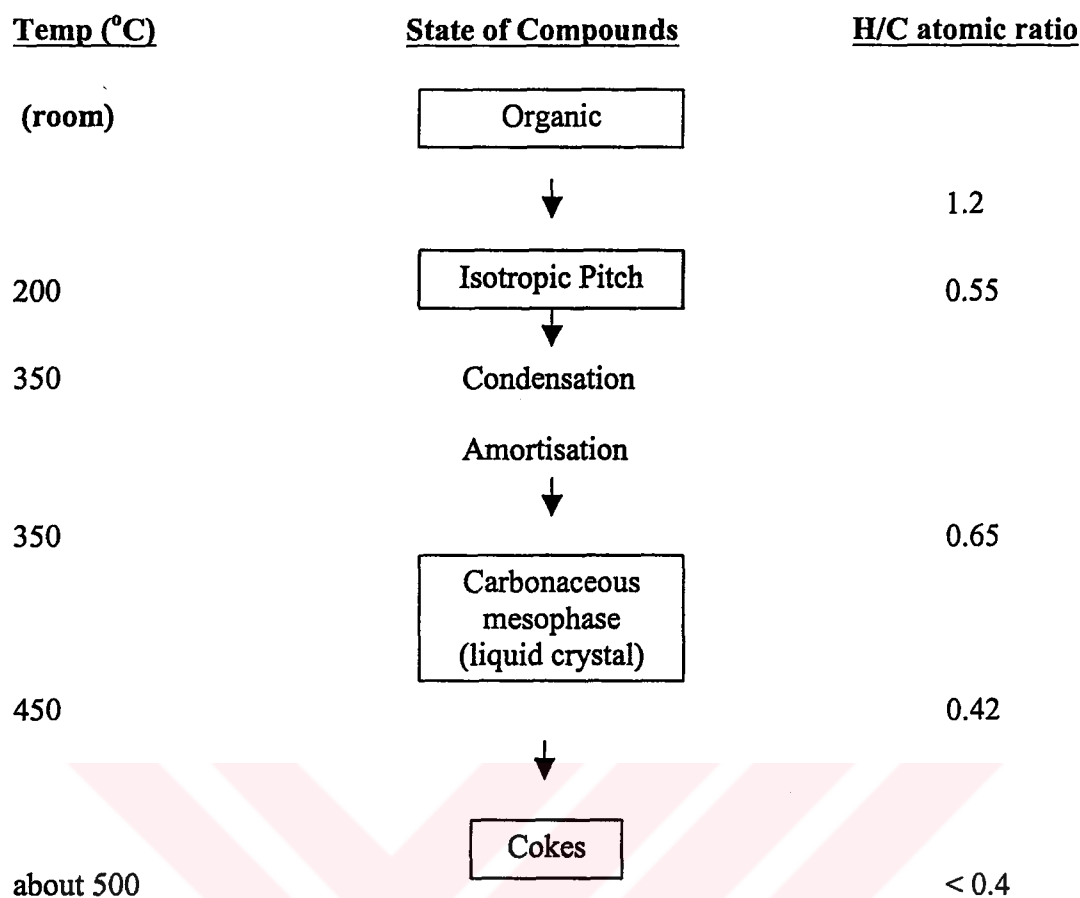 Temp (°C) State of Compounds H/C atomic ratio
(room) Organic
1.2
Isotropic Pitch
200 0.55
350 Condensation
Amortisation
350 0.65
Carbonaceous
mesophase
(liquid crystal)
450 0.42
Cokes
about 500 < 0.4